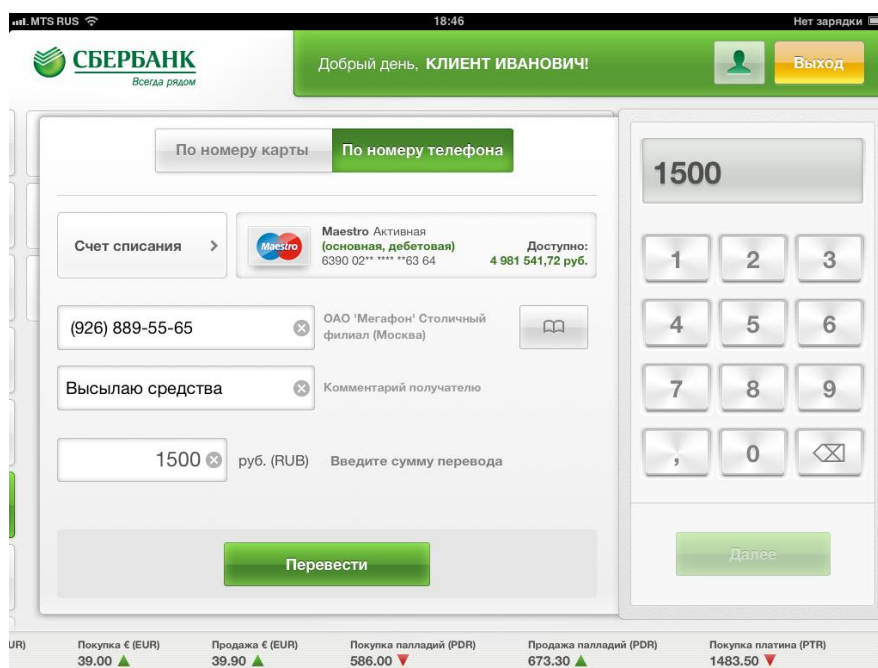 MTS RUS 18:46 Нет зарядки
СБЕРБАНК
Всегда рядом
Добрый день, КЛИЕНТ ИВАНОВИЧ!
Выход
По номеру карты По номеру телефона
1500
Счет списания
Maestro
Maestro Активная
(основная, дебетовая) Доступно:
6390 02** **** **63 64 4 981 541,72 руб.
1 2 3
(926) 889-55-65
ОАО 'Мегафон' Столичный
филиал (Москва)
4 5 6
Высылаю средства Комментарий получателю
7 8 9
1500 руб. (RUB) Введите сумму перевода
, 0
Перевести
Далее
UR) Покупка € (EUR) Продажа € (EUR) Покупка палладий (PDR) Продажа палладий (PDR) Покупка платина (PTR)
39.00 39.90 586.00 673.30 1483.50